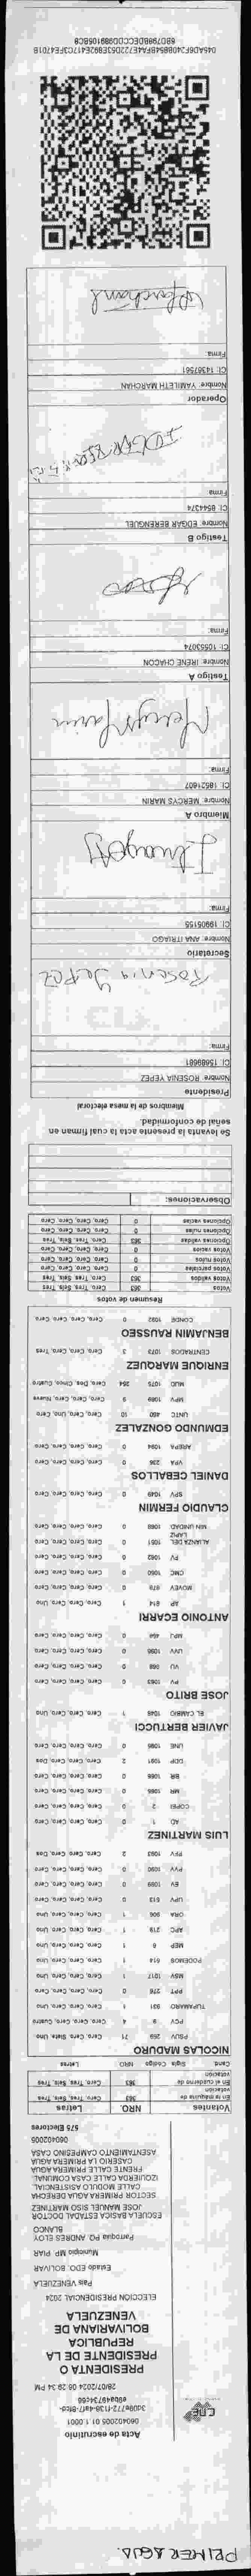 PRIMER AGUA.
CNE
Acta de escrutinio
060402005.01.1.0001
28/07/2024 06:29:34 PM
PRESIDENTA O
PRESIDENTE DE LA
REPUBLICA
BOLIVARIANA DE
VENEZUELA
ELECCIÓN PRESIDENCIAL 2024
País VENEZUELA
Estado EDO. BOLIVAR
Municipio MP. PIAR
Parroquia PQ. ANDRES ELOY
BLANCO
ESCUELA BASICA ESTADAL DOCTOR
JOSE MANUEL SISO MARTINEZ
SECTOR PRIMERA AGUA DERECHA
CALLE MODULO ASISTENCIAL.
IZQUIERDA CALLE CASA COMUNAL.
FRENTE CALLE PRIMERA AGUA
CASERIO LA PRIMERA AGUA
ASENTAMIENTO CAMPESINO CASA
060402005
575 Electores
Votantes NRO. Letras
En la máquina de votación 363 Cero, Tres, Seis, Tres
En el cuaderno de votación 363 Cero, Tres, Seis, Tres
Cand. Sigla Código NRO. Letras
NICOLAS MADURO
PSUV 259 71 Cero, Cero, Siete, Uno
PCV 9 4 Cero, Cero, Cero, Cuatro
TUPAMARO 931 1 Cero, Cero, Cero, Uno
PPT 276 0 Cero, Cero, Cero, Cero
MSV 1017 1 Cero, Cero, Cero, Uno
PODEMOS 614 1 Cero, Cero, Cero, Uno
MEP 6 1 Cero, Cero, Cero, Uno
APC 219 1 Cero, Cero, Cero, Uno
ORA 906 1 Cero, Cero, Cero, Uno
UPV 513 0 Cero, Cero, Cero, Cero
EV 1099 0 Cero, Cero, Cero, Cero
PVV 1090 0 Cero, Cero, Cero, Cero
PFV 1093 2 Cero, Cero, Cero, Dos
LUIS MARTINEZ
AD 1 0 Cero, Cero, Cero, Cero
COPEI 2 0 Cero, Cero, Cero, Cero
MR 0 Cero, Cero, Cero, Cero
BR 0 Cero, Cero, Cero, Cero
DDP 1091 2 Cero, Cero, Cero, Dos
UNE 1095 0 Cero, Cero, Cero, Cero
JAVIER BERTUCCI
EL CAMBIO 1046 1 Cero, Cero, Cero, Uno
JOSE BRITO
PV 1063 0 Cero, Cero, Cero, Cero
VU 968 0 Cero, Cero, Cero, Cero
UVV 0 Cero, Cero, Cero, Cero
MPJ 0 Cero, Cero, Cero, Cero
ANTONIO ECARRI
AP 814 1 Cero, Cero, Cero, Uno
MOVEV 0 Cero, Cero, Cero, Cero
CMC 1060 0 Cero, Cero, Cero, Cero
FV 1062 0 Cero, Cero, Cero, Cero
ALIANZA DEL LAPIZ 1051 0 Cero, Cero, Cero, Cero
MIN UNIDAD 1068 0 Cero, Cero, Cero, Cero
CLAUDIO FERMIN
SPV 1049 0 Cero, Cero, Cero, Cero
DANIEL CEBALLOS
VPA 236 0 Cero, Cero, Cero, Cero
AREPA 1094 0 Cero, Cero, Cero, Cero
EDMUNDO GONZALEZ
UNTC 10 Cero, Cero, Uno, Cero
MPV 1089 9 Cero, Cero, Cero, Nueve
MUD 1075 254 Cero, Dos, Cinco, Cuatro
ENRIQUE MARQUEZ
CENTRADOS 1073 3 Cero, Cero, Cero, Tres
BENJAMIN RAUSSEO
CONDE 1092 0 Cero, Cero, Cero, Cero
Resumen de votos
Votos 363 Cero, Tres, Seis, Tres
Votos válidos 363 Cero, Tres, Seis, Tres
Votos parciales 0 Cero, Cero, Cero, Cero
Votos nulos 0 Cero, Cero, Cero, Cero
Votos vacíos 0 Cero, Cero, Cero, Cero
Opciones válidas 363 Cero, Tres, Seis, Tres
Opciones nulas 0 Cero, Cero, Cero, Cero
Opciones vacías 0 Cero, Cero, Cero, Cero
Observaciones:
Se levanta la presente acta la cual firman en
señal de conformidad.
Miembros de la mesa electoral
Presidente
Nombre: ROSENIA YEPEZ
CI: 15689681
Firma:
Rosenia YePEZ
Secretario
Nombre: ANA ITRIAGO
CI: 19905155
Firma:
Miembro A
Nombre: MERCYS MARIN
CI: 18521607
Firma:
Mercys Marin
Testigo A
Nombre: IRENE CHACON
CI: 10553074
Firma:
Testigo B
Nombre: EDGAR BERENGUEL
CI: 8544374
Firma:
Operador
Nombre: YAMILETH MARCHAN
CI: 14367561
Firma: